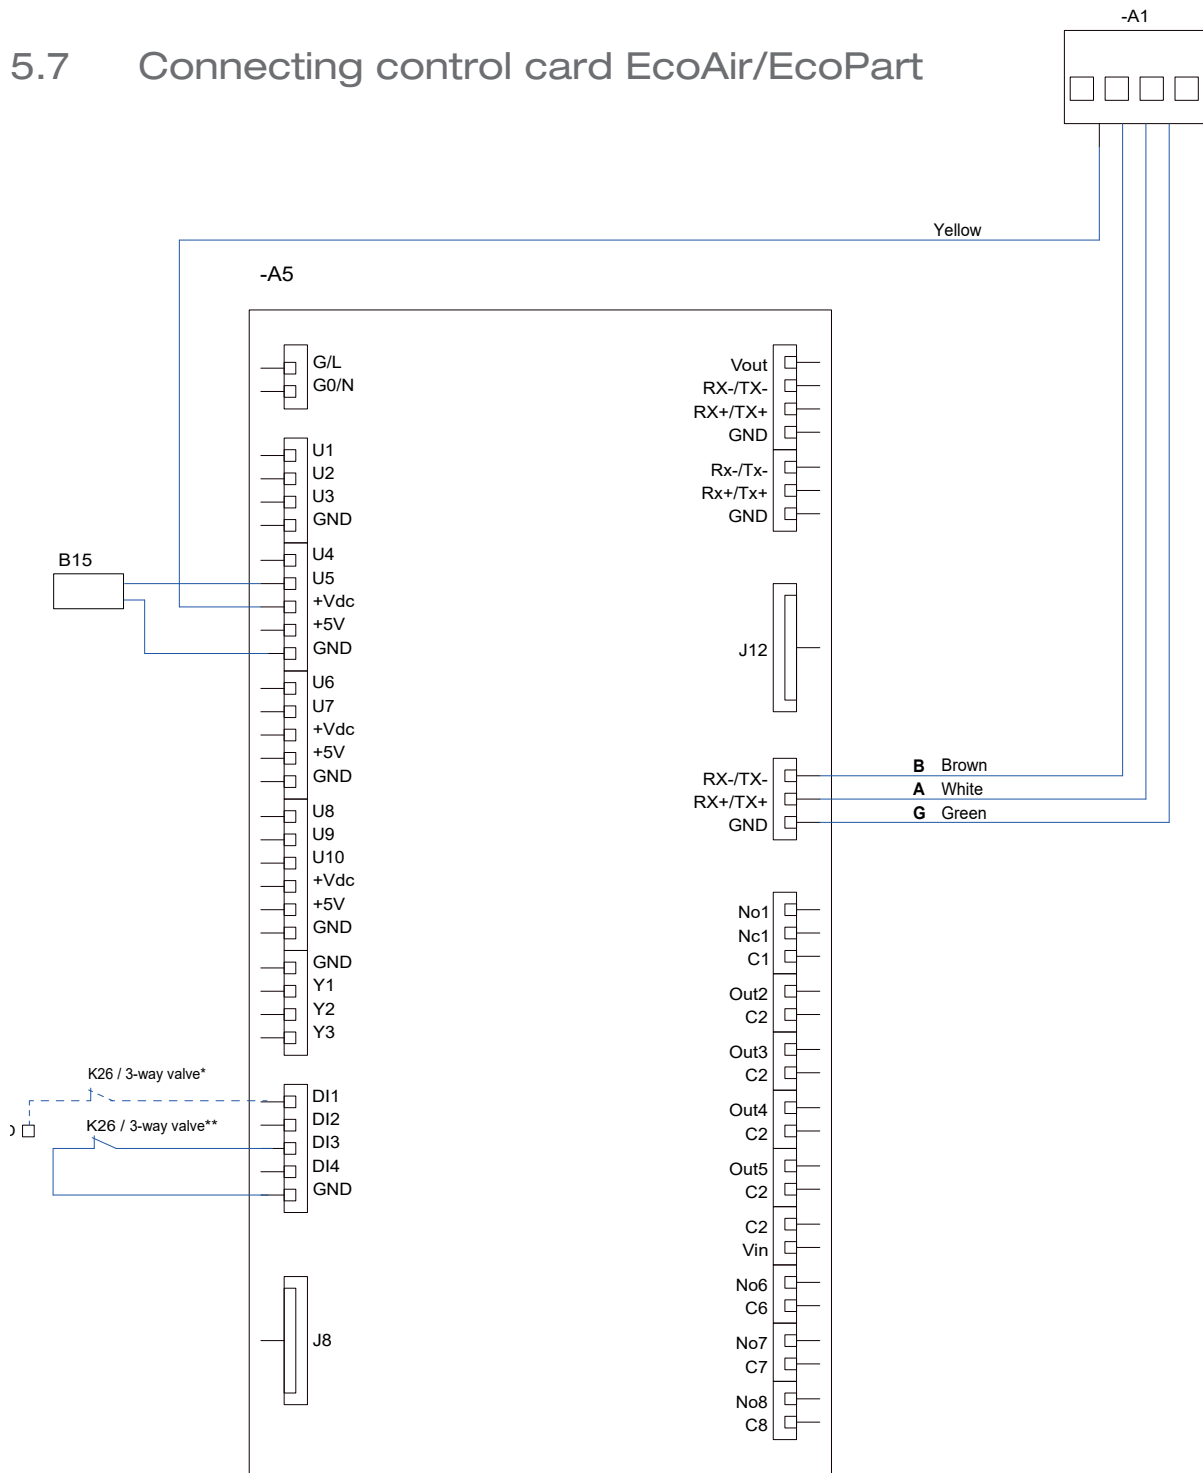 -A1
5.7 Connecting control card EcoAir/EcoPart
Yellow
-A5
G/L
G0/N
U1
U2
U3
GND
U4
U5
+Vdc
+5V
GND
U6
U7
+Vdc
+5V
GND
U8
U9
U10
+Vdc
+5V
GND
GND
Y1
Y2
Y3
B15
K26 / 3-way valve*
K26 / 3-way valve**
DI1
DI2
DI3
DI4
GND
J8
Vout
RX-/TX-
RX+/TX+
GND
Rx-/Tx-
Rx+/Tx+
GND
J12
RX-/TX-
RX+/TX+
GND
B Brown
A White
G Green
No1
Nc1
C1
Out2
C2
Out3
C2
Out4
C2
Out5
C2
C2
Vin
No6
C6
No7
C7
No8
C8